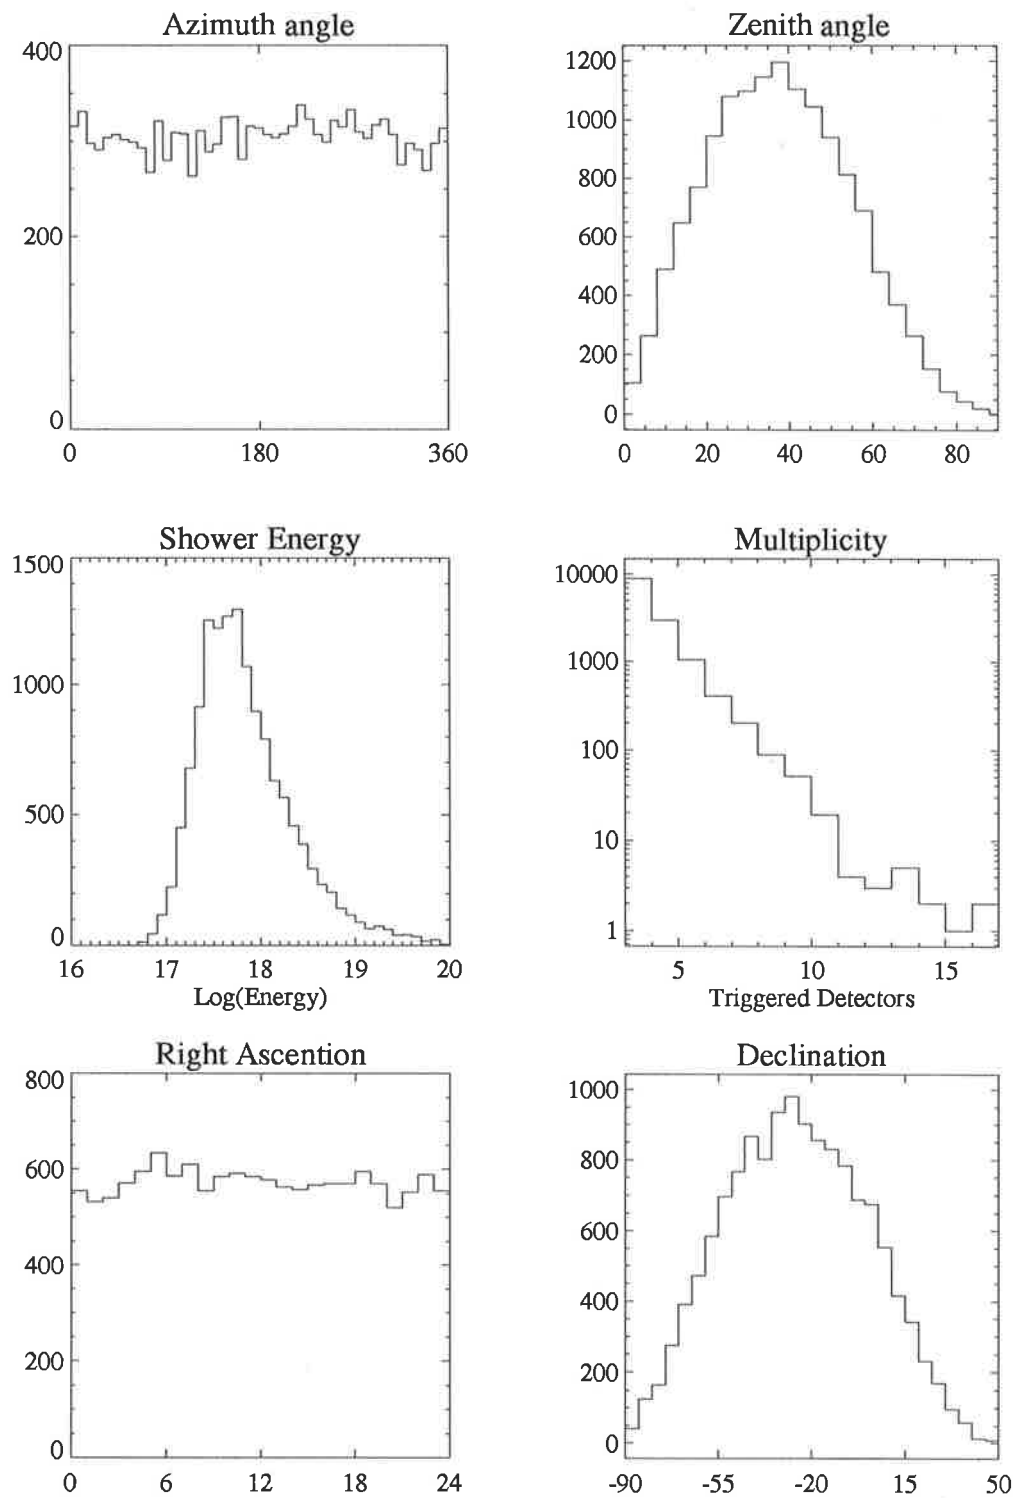 Azimuth angle
400
200
0
0 180 360
Zenith angle
1200
1000
800
600
400
200
0
0 20 40 60 80
Shower Energy
1500
1000
500
0
16 17 18 19 20
Log(Energy)
Multiplicity
10000
1000
100
10
1
5 10 15
Triggered Detectors
Right Ascention
800
600
400
200
0
0 6 12 18 24
Declination
1000
800
600
400
200
0
-90 -55 -20 15 50